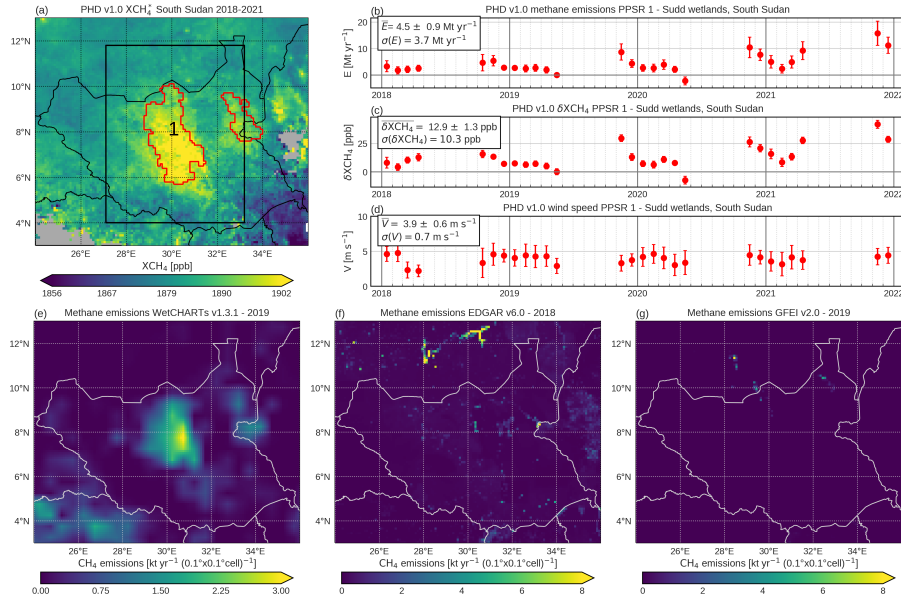 (a) PHD v1.0 XCH₄* South Sudan 2018-2021
12°N
10°N
8°N
6°N
4°N
1
26°E 28°E 30°E 32°E 34°E
XCH₄ [ppb]
1856 1867 1879 1890 1902
(b) PHD v1.0 methane emissions PPSR 1 - Sudd wetlands, South Sudan
E̅= 4.5 ± 0.9 Mt yr⁻¹
σ(E) = 3.7 Mt yr⁻¹
E [Mt yr⁻¹]
20
10
0
2018 2019 2020 2021 2022
(c) PHD v1.0 δXCH₄ PPSR 1 - Sudd wetlands, South Sudan
δXCH₄ = 12.9 ± 1.3 ppb
σ(δXCH₄) = 10.3 ppb
δXCH₄ [ppb]
25
0
2018 2019 2020 2021 2022
(d) PHD v1.0 wind speed PPSR 1 - Sudd wetlands, South Sudan
V̅ = 3.9 ± 0.6 m s⁻¹
σ(V) = 0.7 m s⁻¹
V [m s⁻¹]
10
5
0
2018 2019 2020 2021 2022
(e) Methane emissions WetCHARTs v1.3.1 - 2019
12°N
10°N
8°N
6°N
4°N
26°E 28°E 30°E 32°E 34°E
CH₄ emissions [kt yr⁻¹ (0.1°x0.1°cell)⁻¹]
0.00 0.75 1.50 2.25 3.00
(f) Methane emissions EDGAR v6.0 - 2018
12°N
10°N
8°N
6°N
4°N
26°E 28°E 30°E 32°E 34°E
CH₄ emissions [kt yr⁻¹ (0.1°x0.1°cell)⁻¹]
0 2 4 6 8
(g) Methane emissions GFEI v2.0 - 2019
12°N
10°N
8°N
6°N
4°N
26°E 28°E 30°E 32°E 34°E
CH₄ emissions [kt yr⁻¹ (0.1°x0.1°cell)⁻¹]
0 2 4 6 8